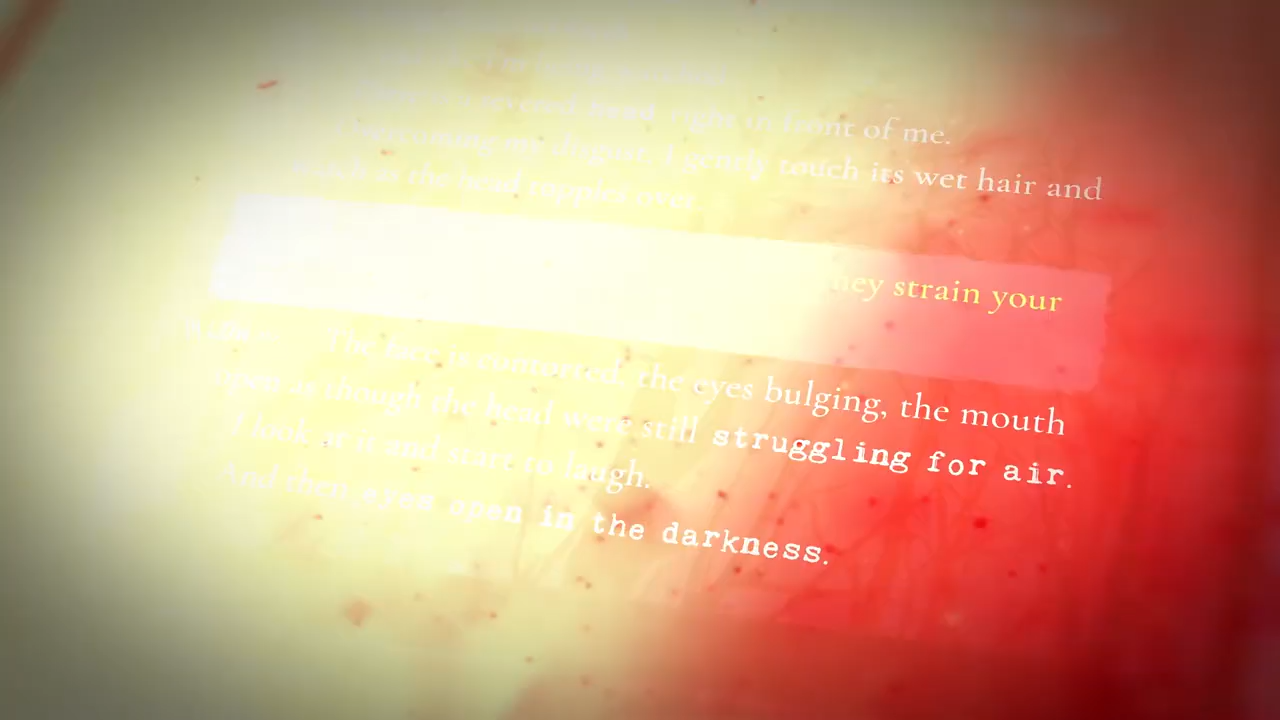 There is a severed head right in front of me.
Overcoming my disgust, I gently touch its wet hair and
watch as the head topples over.
they strain your
The face is contorted, the eyes bulging, the mouth
open as though the head were still struggling for air.
I look at it and start to laugh.
And then eyes open in the darkness.